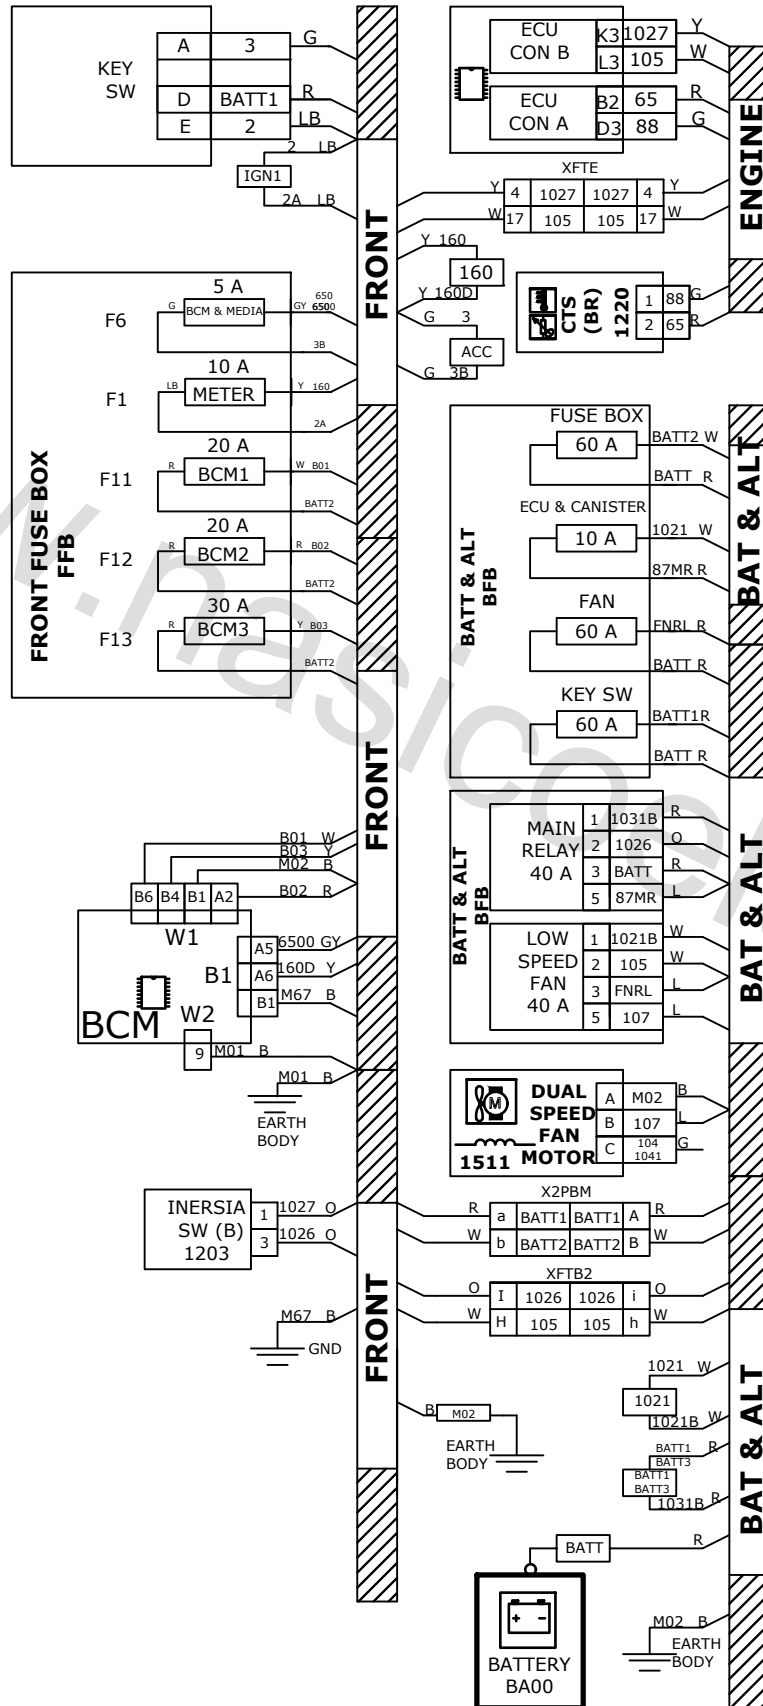 KEY
SW
A 3 G
D BATT1 R
E 2 LB
2 LB
IGN1
2A LB
ECU
CON B
K3 1027 Y
L3 105 W
ECU
CON A
B2 65 R
D3 88 G
ENGINE
XFTE
Y 4 1027 1027 4 Y
W 17 105 105 17 W
FRONT
Y 160
160
Y 160D
G 3
ACC
G 3B
CTS
(BR)
1220
1 88 G
2 65 R
FRONT FUSE BOX
FFB
5 A
F6 G BCM & MEDIA GY 650
6500
3B
10 A
F1 LB METER Y 160
2A
20 A
F11 R BCM1 W B01
BATT2
20 A
F12 R BCM2 R B02
BATT2
30 A
F13 R BCM3 Y B03
BATT2
BATT & ALT
BFB
FUSE BOX
60 A BATT2 W
BATT R
ECU & CANISTER
10 A 1021 W
87MR R
FAN
60 A FNRL R
BATT R
KEY SW
60 A BATT1 R
BATT R
BAT & ALT
FRONT
BATT & ALT
BFB
MAIN
RELAY
40 A
1 1031B R
2 1026 O
3 BATT R
5 87MR L
LOW
SPEED
FAN
40 A
1 1021B W
2 105 W
3 FNRL L
5 107 L
BAT & ALT
B01 W
B03 Y
M02 B
B02 R
B6 B4 B1 A2
W1
BCM
B1
A5 6500 GY
A6 160D Y
B1 M67 B
W2
9 M01 B
M01 B
EARTH
BODY
M
1511
DUAL
SPEED
FAN
MOTOR
A M02 B
B 107 L
C 104
1041 G
INERSIA
SW (B)
1203
1 1027 O
3 1026 O
X2PBM
R a BATT1 BATT1 A R
W b BATT2 BATT2 B W
XFTB2
O I 1026 1026 i O
W H 105 105 h W
M67 B
GND
FRONT
B M02
EARTH
BODY
1021 W
1021
1021B W
BATT1 R
BATT3
BATT1
BATT3
1031B R
BAT & ALT
BATT R
BATTERY
BA00
M02 B
EARTH
BODY